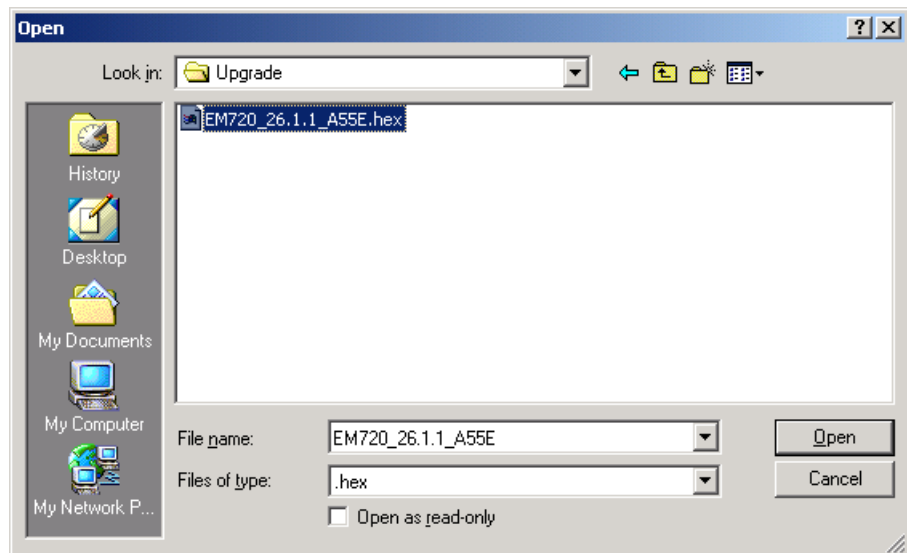 Open
Look in: Upgrade
EM720_26.1.1_A55E.hex
History
Desktop
My Documents
My Computer
My Network P...
File name: EM720_26.1.1_A55E Open
Files of type: .hex Cancel
Open as read-only